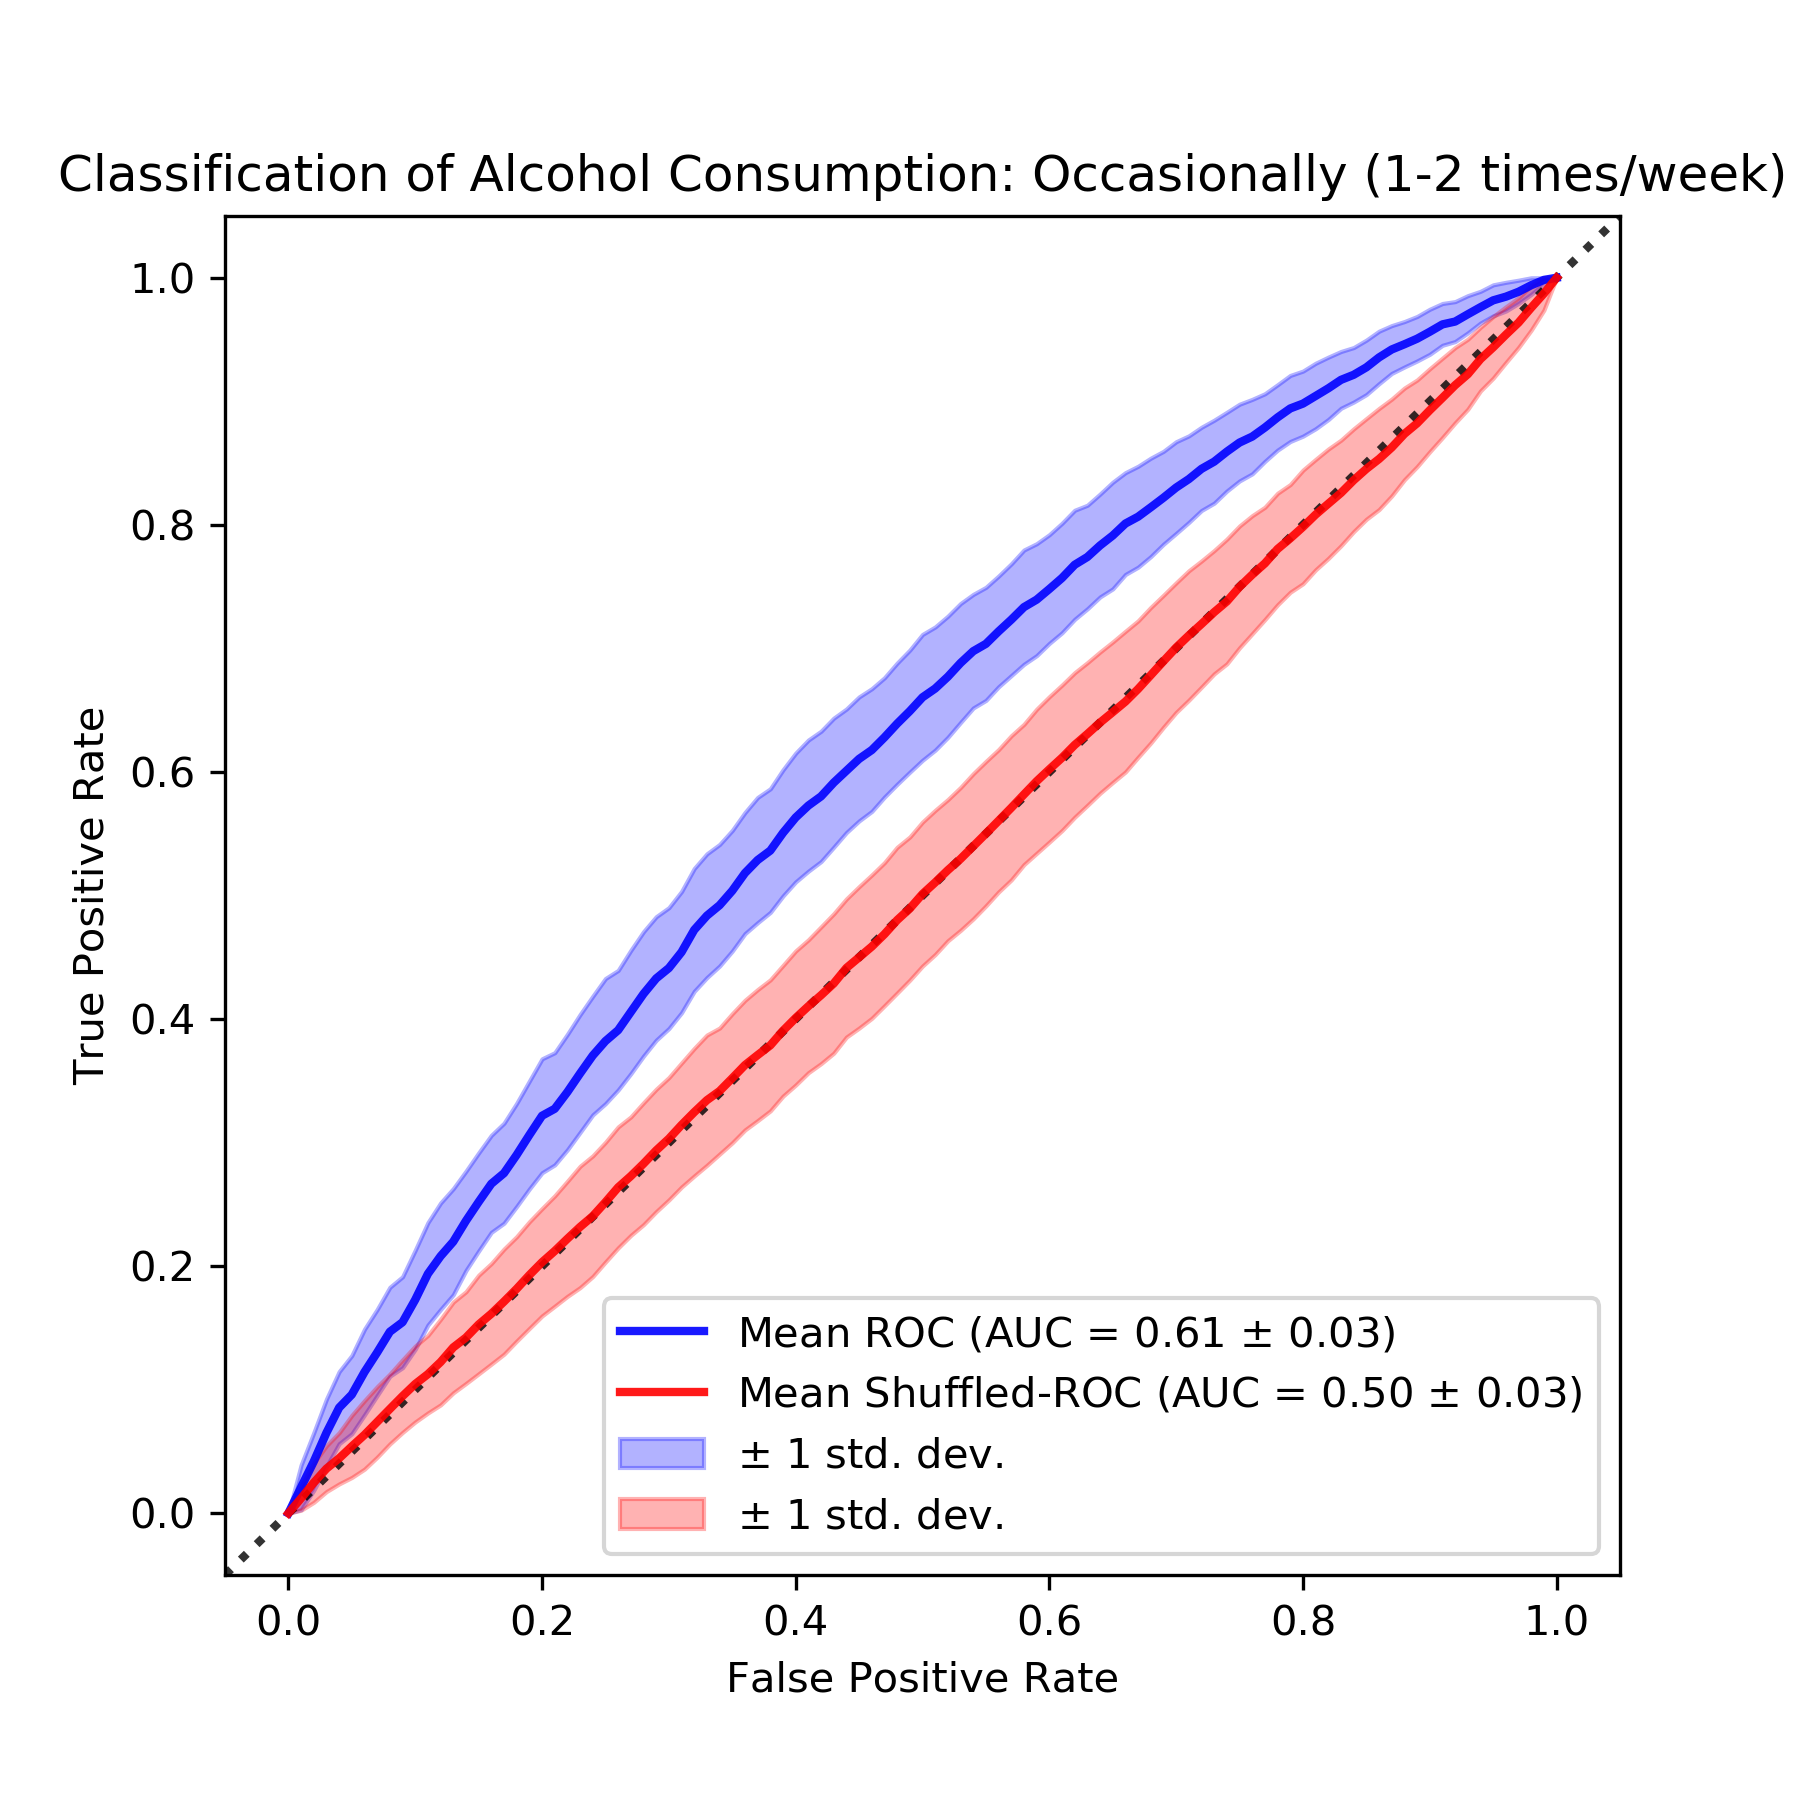 Classification of Alcohol Consumption: Occasionally (1-2 times/week)
1.0
0.8
0.6
0.4
0.2
0.0
True Positive Rate
Mean ROC (AUC = 0.61 ± 0.03)
Mean Shuffled-ROC (AUC = 0.50 ± 0.03)
± 1 std. dev.
± 1 std. dev.
0.0 0.2 0.4 0.6 0.8 1.0
False Positive Rate